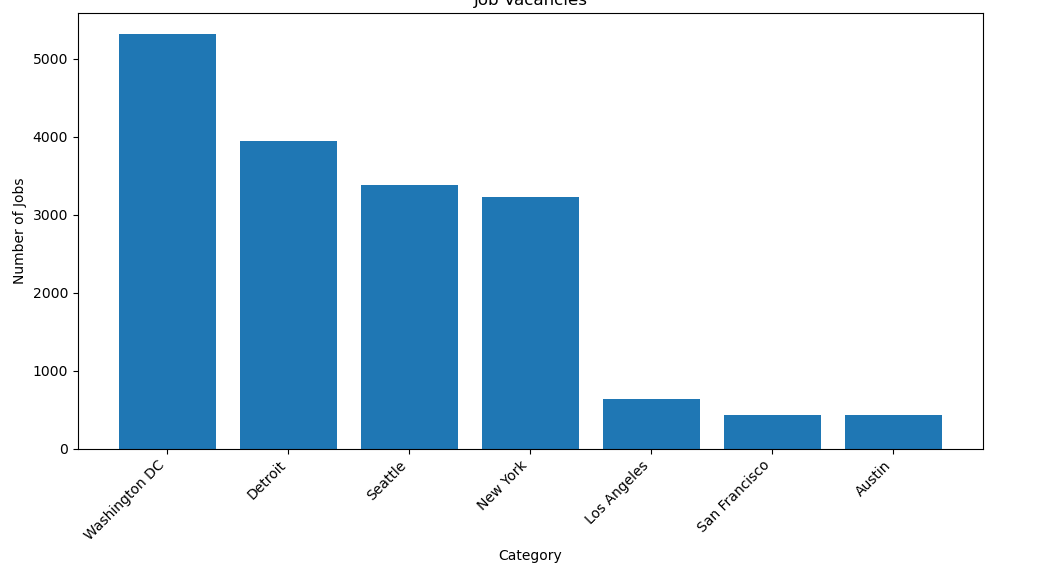 Job Vacancies
5000
4000
3000
2000
1000
0
Number of Jobs
Washington DC
Detroit
Seattle
New York
Los Angeles
San Francisco
Austin
Category